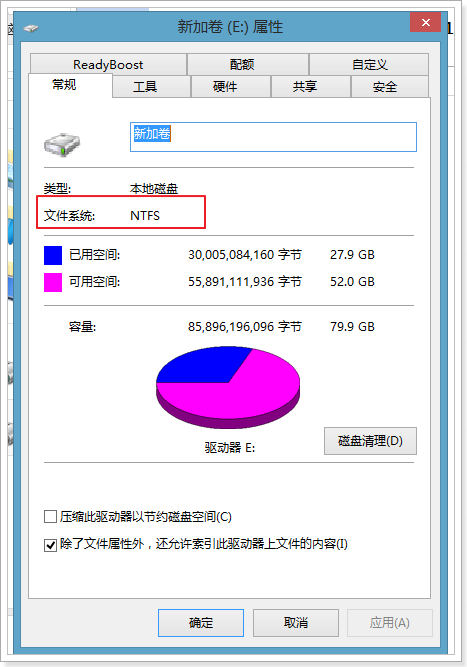 新加卷 (E:) 属性
ReadyBoost 配额 自定义
常规 工具 硬件 共享 安全
新加卷
类型: 本地磁盘
文件系统: NTFS
已用空间: 30,005,084,160 字节 27.9 GB
可用空间: 55,891,111,936 字节 52.0 GB
容量: 85,896,196,096 字节 79.9 GB
驱动器 E: 磁盘清理(D)
压缩此驱动器以节约磁盘空间(C)
除了文件属性外，还允许索引此驱动器上文件的内容(I)
确定 取消 应用(A)